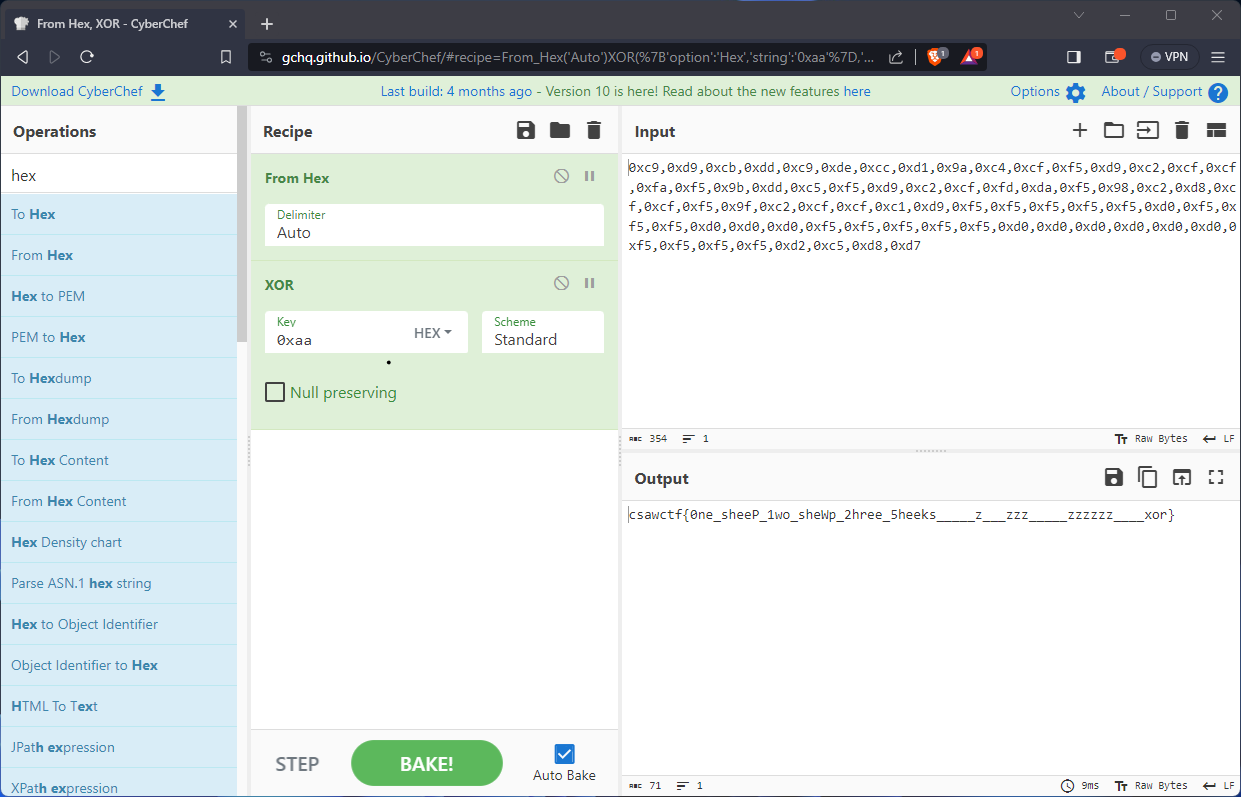 From Hex, XOR - CyberChef
gchq.github.io/CyberChef/#recipe=From_Hex('Auto')XOR(%7B'option':'Hex','string':'0xaa'%7D,'...
1
1
VPN
Download CyberChef
Last build: 4 months ago - Version 10 is here! Read about the new features here
Options
About / Support
Operations
hex
To Hex
From Hex
Hex to PEM
PEM to Hex
To Hexdump
From Hexdump
To Hex Content
From Hex Content
Hex Density chart
Parse ASN.1 hex string
Hex to Object Identifier
Object Identifier to Hex
HTML To Text
JPath expression
XPath expression
Recipe
From Hex
Delimiter
Auto
XOR
Key
0xaa
HEX
Scheme
Standard
Null preserving
STEP
BAKE!
Auto Bake
Input
0xc9,0xd9,0xcb,0xdd,0xc9,0xde,0xcc,0xd1,0x9a,0xc4,0xcf,0xf5,0xd9,0xc2,0xcf,0xcf
,0xfa,0xf5,0x9b,0xdd,0xc5,0xf5,0xd9,0xc2,0xcf,0xfd,0xda,0xf5,0x98,0xc2,0xd8,0xc
f,0xcf,0xf5,0x9f,0xc2,0xcf,0xcf,0xc1,0xd9,0xf5,0xf5,0xf5,0xf5,0xf5,0xd0,0xf5,0x
f5,0xf5,0xd0,0xd0,0xd0,0xf5,0xf5,0xf5,0xf5,0xf5,0xd0,0xd0,0xd0,0xd0,0xd0,0xd0,0
xf5,0xf5,0xf5,0xf5,0xd2,0xc5,0xd8,0xd7
ABC 354
1
Raw Bytes
LF
Output
csawctf{0ne_sheeP_1wo_sheWp_2hree_5heeks_____z___zzz_____zzzzzz____xor}
ABC 71
1
9ms
Raw Bytes
LF